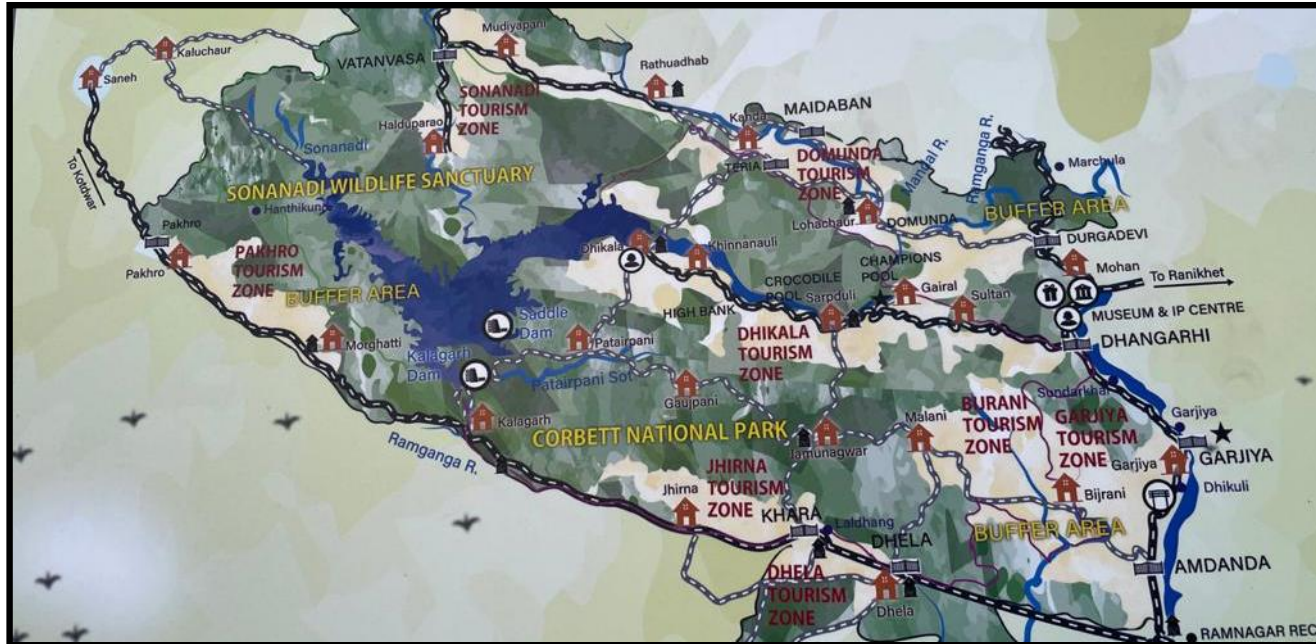 Mudiyapani
Kaluchaur
VATANVASA
Saneh
Rathuadhab
SONANADI
TOURISM
ZONE
MAIDABAN
Kanda
Halduparao
Sonanadi
TERIA
DOMUNDA
TOURISM
ZONE
Mandal R.
Ramganga R.
Marchula
To Kotdwar
SONANADI WILDLIFE SANCTUARY
Hanthikund
Lohachaur
DOMUNDA
BUFFER AREA
Pakhro
DURGADEVI
Pakhro
PAKHRO
TOURISM
ZONE
Dhikala
Khinnanauli
CHAMPIONS
POOL
Mohan
To Ranikhet
BUFFER AREA
CROCODILE
POOL
Sarpduli
Gairal
Sultan
HIGH BANK
MUSEUM & IP CENTRE
Saddle
Dam
DHANGARHI
Morghatti
Patairpani
DHIKALA
TOURISM
ZONE
Kalagarh
Dam
Patairpani Sot
Gaujpani
Sundarkhal
Kalagarh
Malani
BURANI
TOURISM
ZONE
GARJIYA
TOURISM
ZONE
Garjiya
CORBETT NATIONAL PARK
Ramganga R.
Jamunagwar
GARJIYA
Garjiya
JHIRNA
TOURISM
ZONE
Jhirna
Bijrani
Dhikuli
KHARA
Laldhang
BUFFER AREA
DHELA
AMDANDA
DHELA
TOURISM
ZONE
Dhela
RAMNAGAR REC